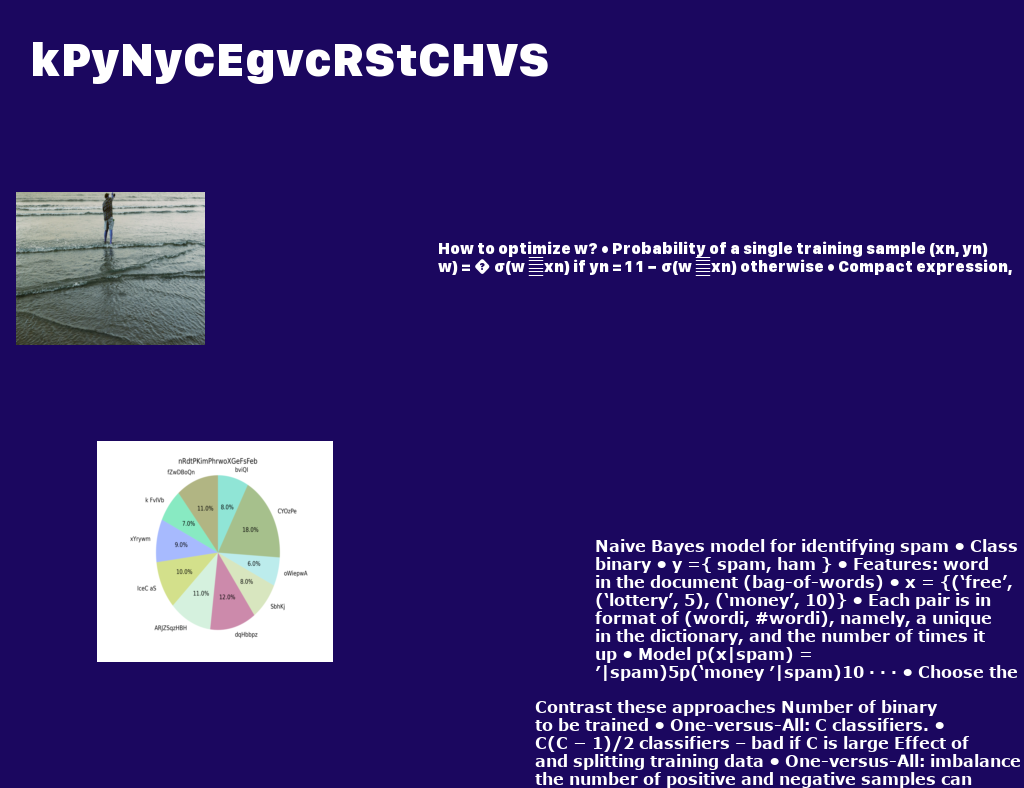 kPyNyCEgvcRStCHVS
How to optimize w? • Probability of a single training sample (xn, yn)
w) = � σ(w xn) if yn = 1 1 − σ(w xn) otherwise • Compact expression,
nRdtPKimPhrwoXGeFsFeb
bviQl
fZwDBoQn
CYOzPe
k FvlVb
xYrywm
oWiepwA
IceC aS
SbhKj
ARJZSqzHBH
dqHbbpz
8.0%
11.0%
18.0%
7.0%
9.0%
6.0%
10.0%
8.0%
11.0%
12.0%
Naive Bayes model for identifying spam • Class
binary • y ={ spam, ham } • Features: word
in the document (bag-of-words) • x = {(‘free’,
(‘lottery’, 5), (‘money’, 10)} • Each pair is in
format of (wordi, #wordi), namely, a unique
in the dictionary, and the number of times it
up • Model p(x|spam) =
’|spam)5p(‘money ’|spam)10 · · · • Choose the
Contrast these approaches Number of binary
to be trained • One-versus-All: C classifiers. •
C(C − 1)/2 classifiers – bad if C is large Effect of
and splitting training data • One-versus-All: imbalance
the number of positive and negative samples can